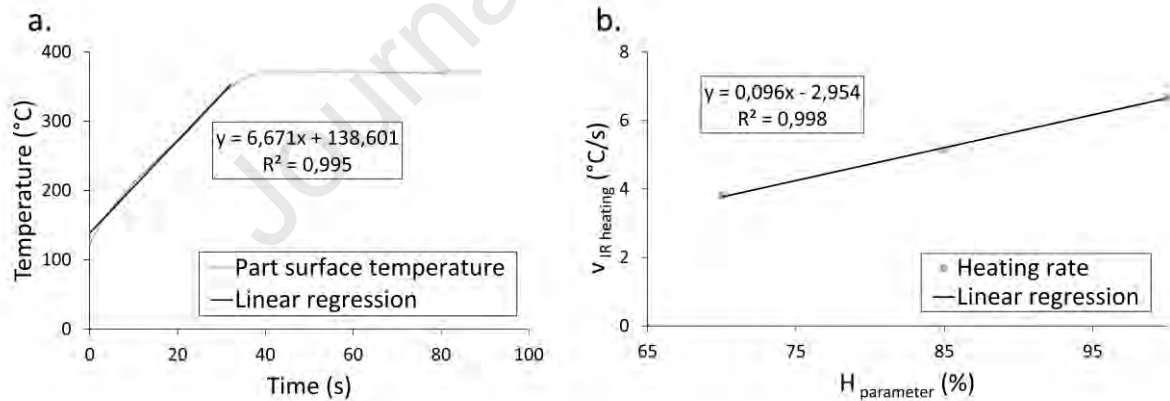 a.
Temperature (°C)
400
300
200
100
0
y = 6,671x + 138,601
R² = 0,995
Part surface temperature
Linear regression
0 20 40 60 80 100
Time (s)
Journa
b.
v IR heating (°C/s)
8
6
4
2
0
y = 0,096x - 2,954
R² = 0,998
Heating rate
Linear regression
65 75 85 95
H parameter (%)